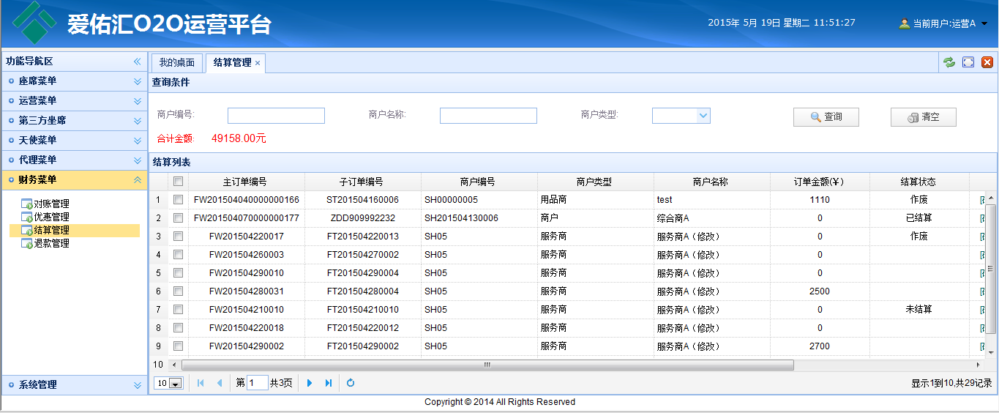 爱佑汇O2O运营平台
2015年 5月 19日 星期二 11:51:27
当前用户:运营A
功能导航区
座席菜单
运营菜单
第三方坐席
天使菜单
代理菜单
财务菜单
对账管理
优惠管理
结算管理
退款管理
系统管理
我的桌面 结算管理
查询条件
商户编号: 商户名称: 商户类型: 查询 清空
合计金额: 49158.00元
结算列表
主订单编号 子订单编号 商户编号 商户类型 商户名称 订单金额(¥) 结算状态
1 FW201504040000000166 ST201504160006 SH00000005 用品商 test 1110 作废
2 FW201504070000000177 ZDD909992232 SH201504130006 商户 综合商A 0 已结算
3 FW201504220017 FT201504220013 SH05 服务商 服务商A（修改） 0 作废
4 FW201504260003 FT201504270002 SH05 服务商 服务商A（修改） 0
5 FW201504290010 FT201504290004 SH05 服务商 服务商A（修改） 0
6 FW201504280031 FT201504280004 SH05 服务商 服务商A（修改） 2500
7 FW201504210010 FT201504210010 SH05 服务商 服务商A（修改） 0 未结算
8 FW201504220018 FT201504220012 SH05 服务商 服务商A（修改） 0
9 FW201504290002 FT201504290002 SH05 服务商 服务商A（修改） 2700
10
10 第 1 共3页 显示1到10,共29记录
Copyright © 2014 All Rights Reserved